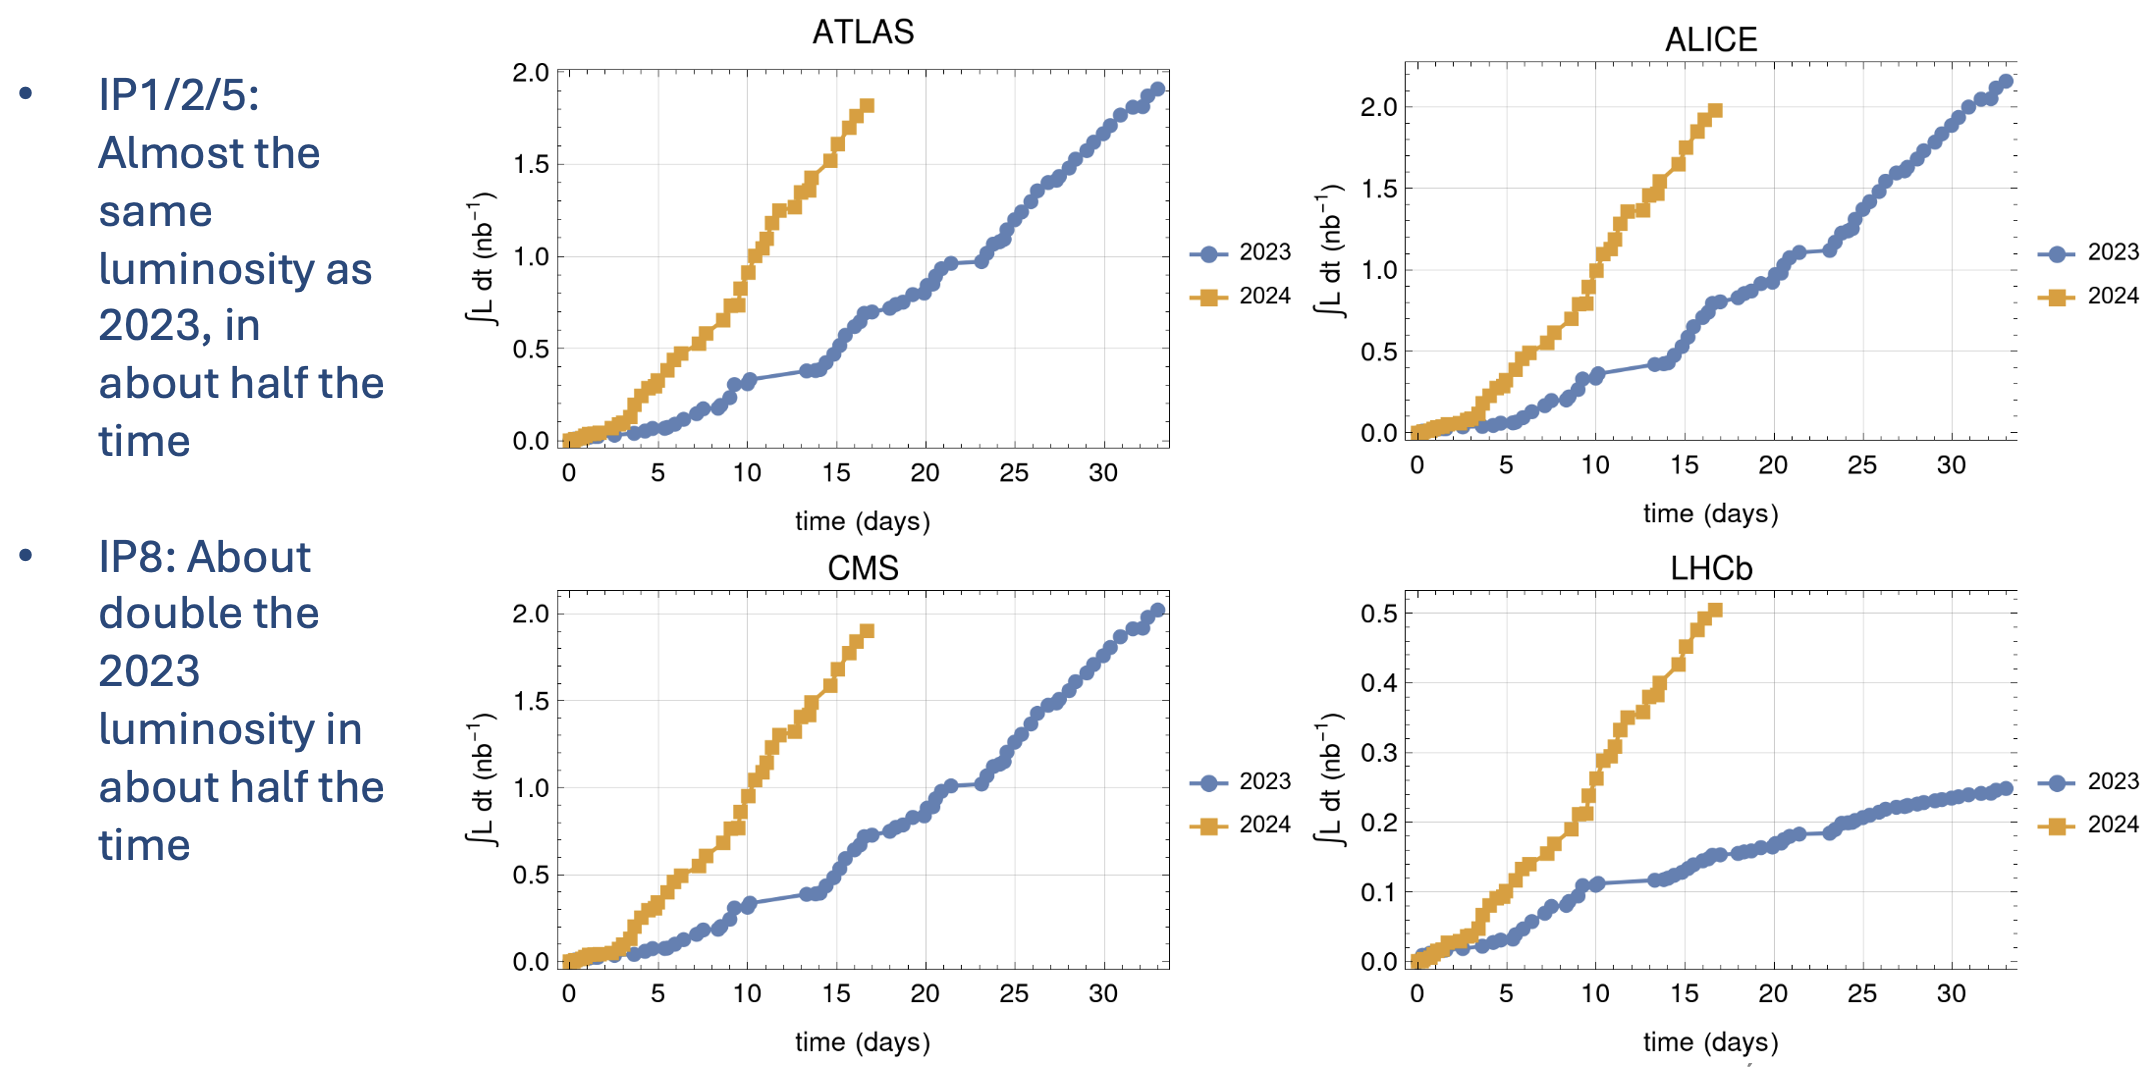 • IP1/2/5:
Almost the
same
luminosity as
2023, in
about half the
time
• IP8: About
double the
2023
luminosity in
about half the
time
ATLAS
2.0
1.5
1.0
0.5
0.0
∫L dt (nb⁻¹)
0 5 10 15 20 25 30
time (days)
2023
2024
ALICE
2.0
1.5
1.0
0.5
0.0
∫L dt (nb⁻¹)
0 5 10 15 20 25 30
time (days)
2023
2024
CMS
2.0
1.5
1.0
0.5
0.0
∫L dt (nb⁻¹)
0 5 10 15 20 25 30
time (days)
2023
2024
LHCb
0.5
0.4
0.3
0.2
0.1
0.0
∫L dt (nb⁻¹)
0 5 10 15 20 25 30
time (days)
2023
2024